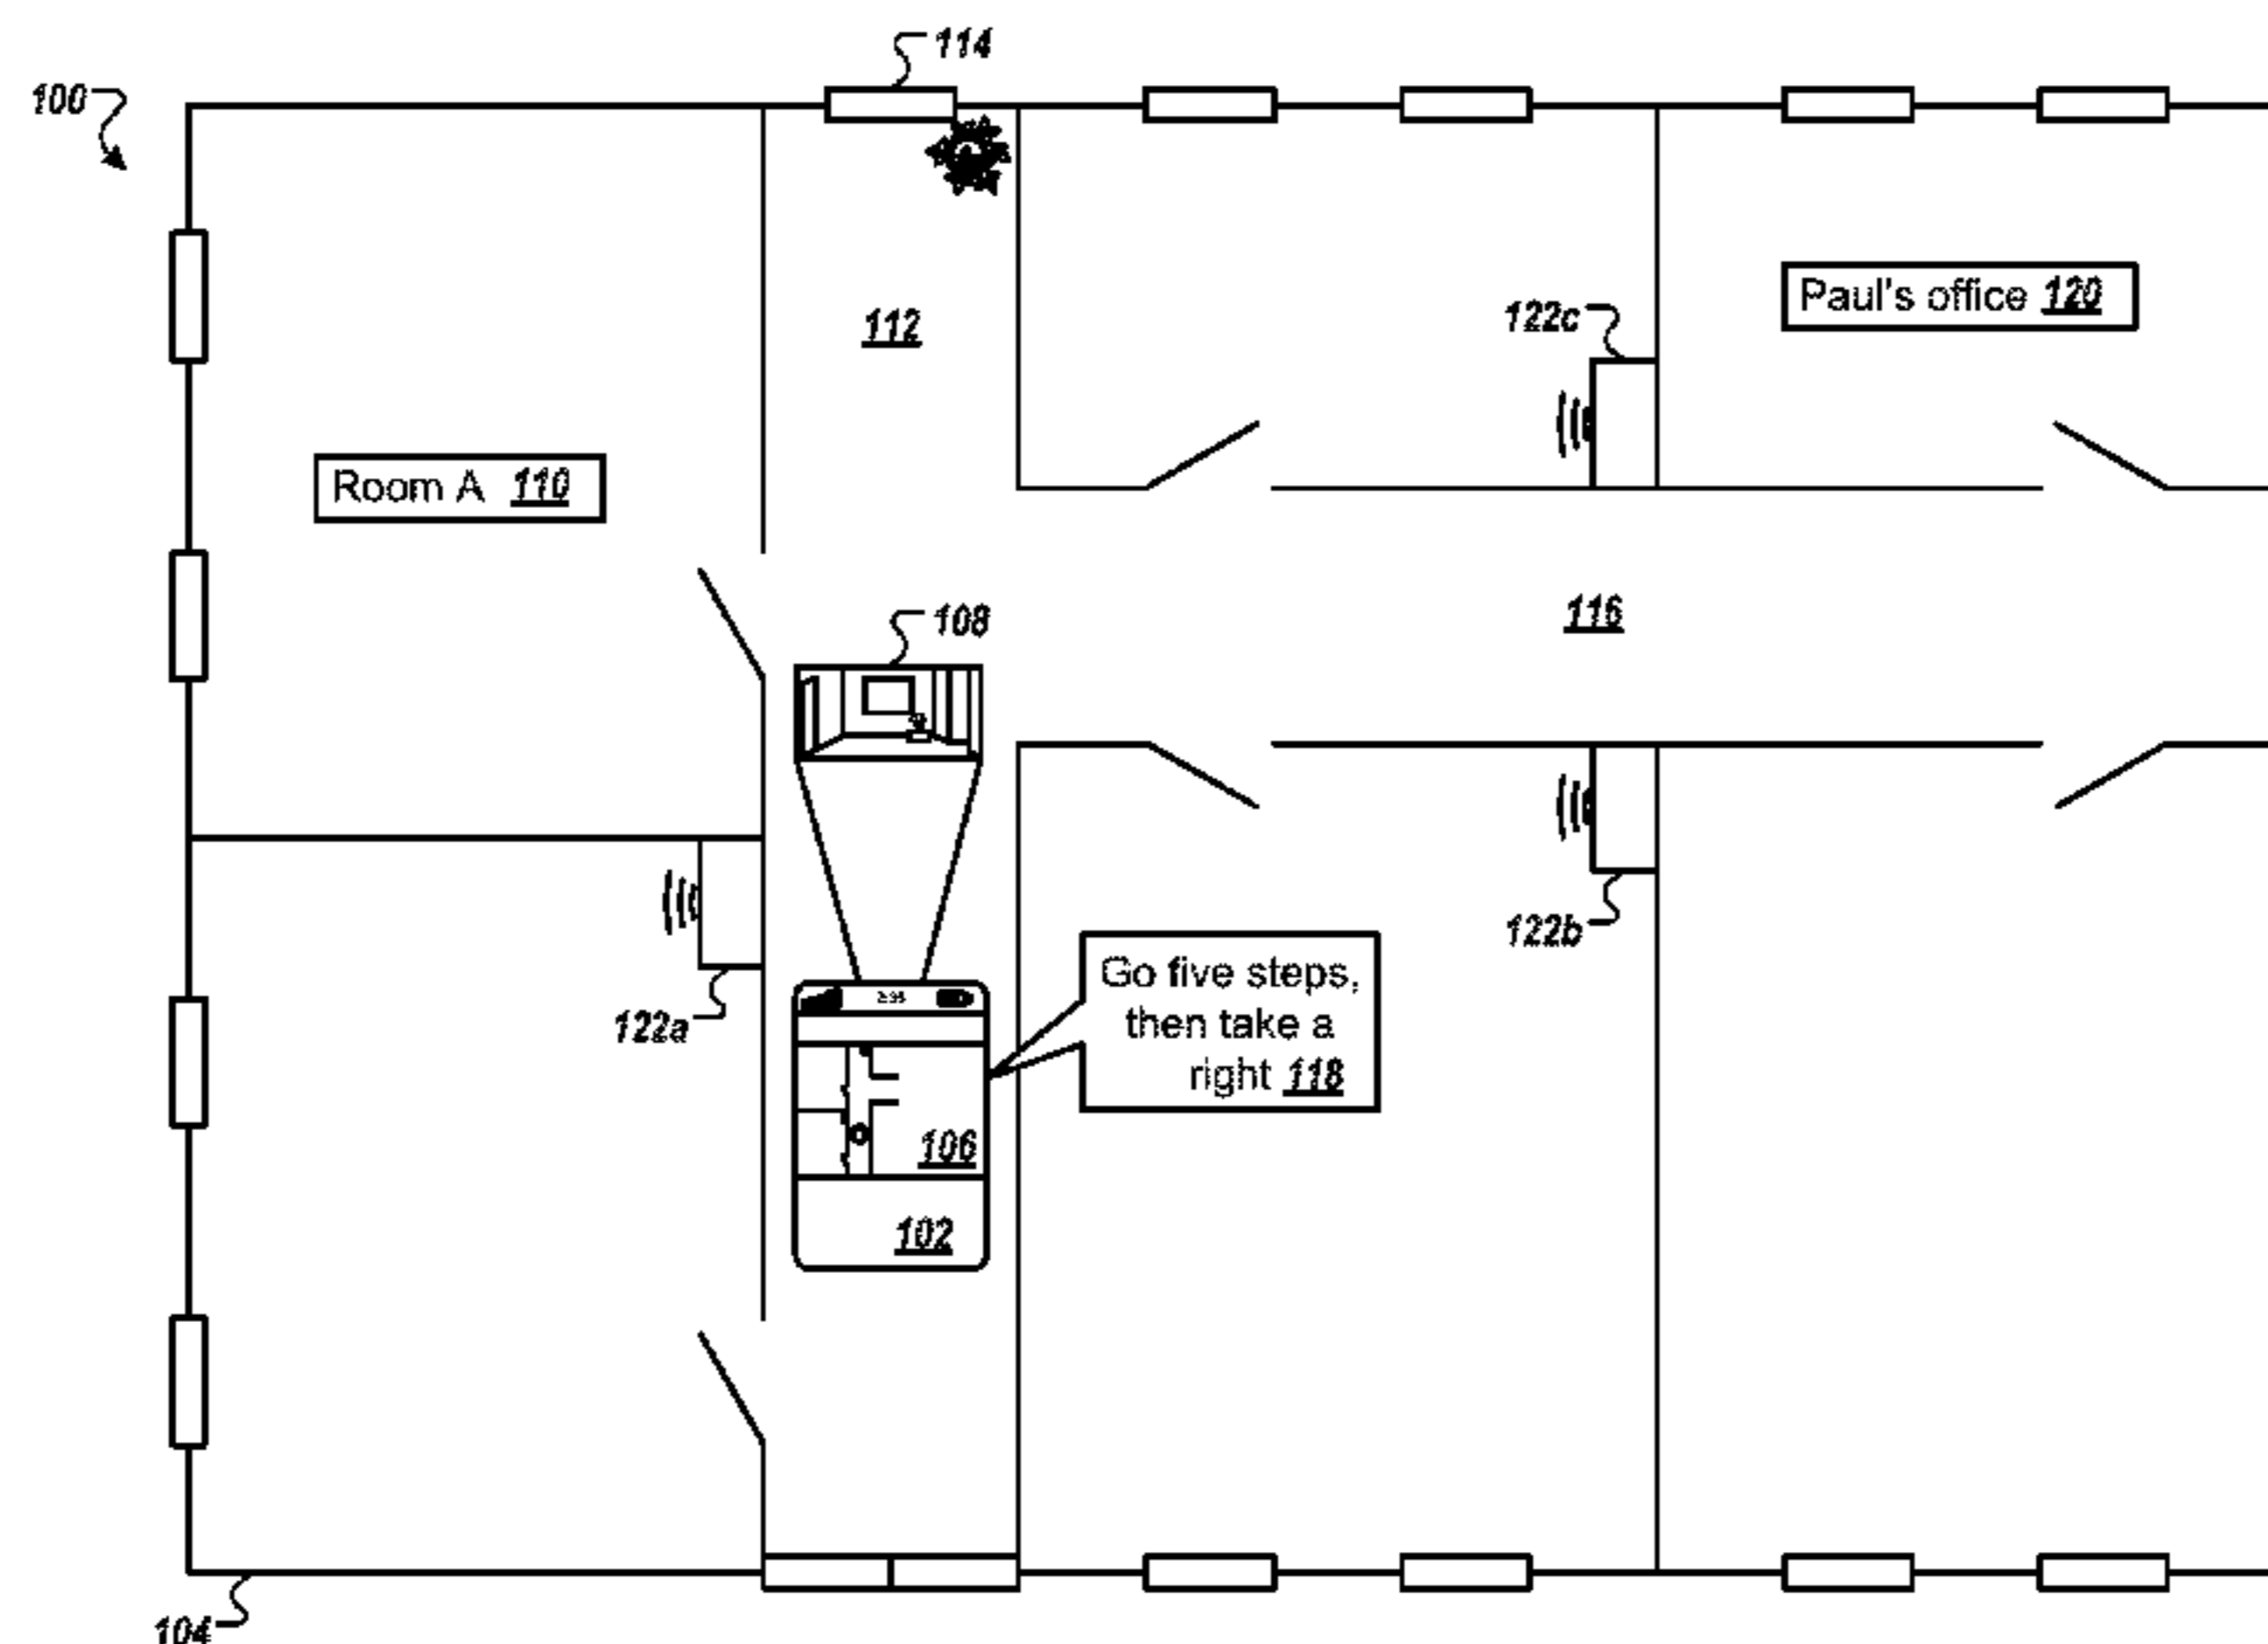 114
100
Paul's office 120
122c
112
Room A 110
116
108
122b
Go five steps,
then take a
right 118
122a
106
102
104